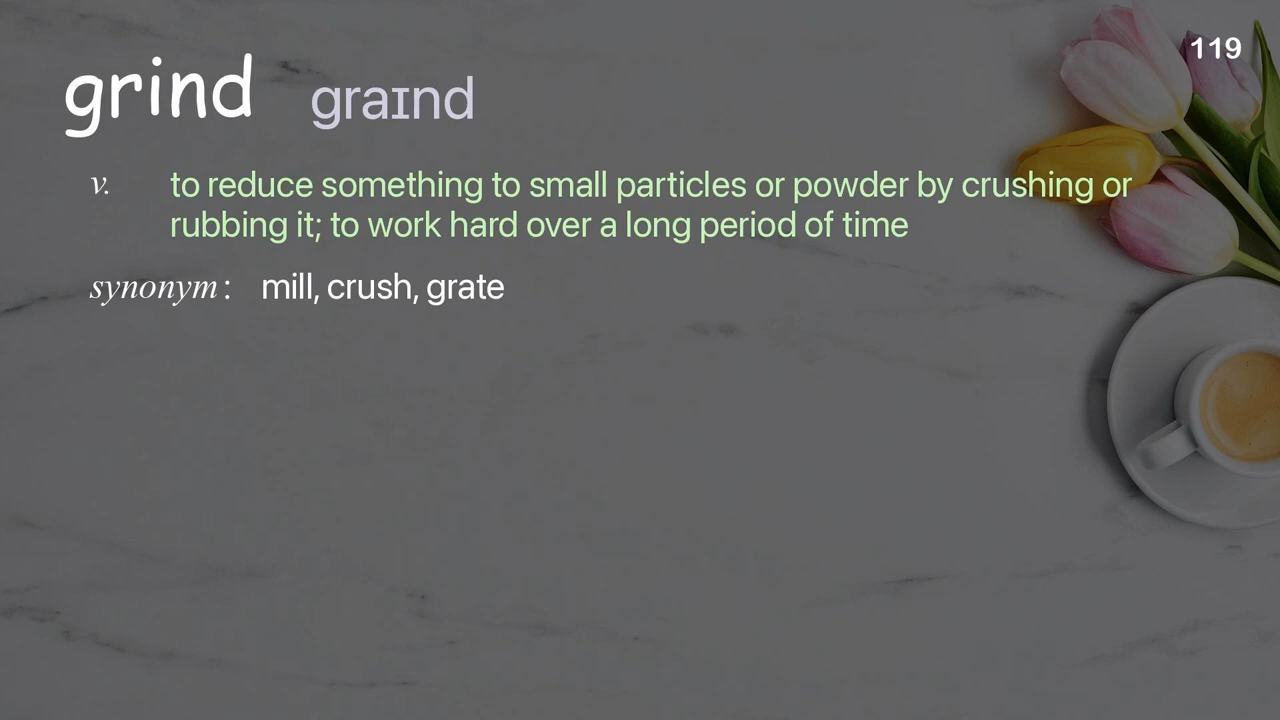 119
grind graɪnd
v. to reduce something to small particles or powder by crushing or
rubbing it; to work hard over a long period of time
synonym : mill, crush, grate